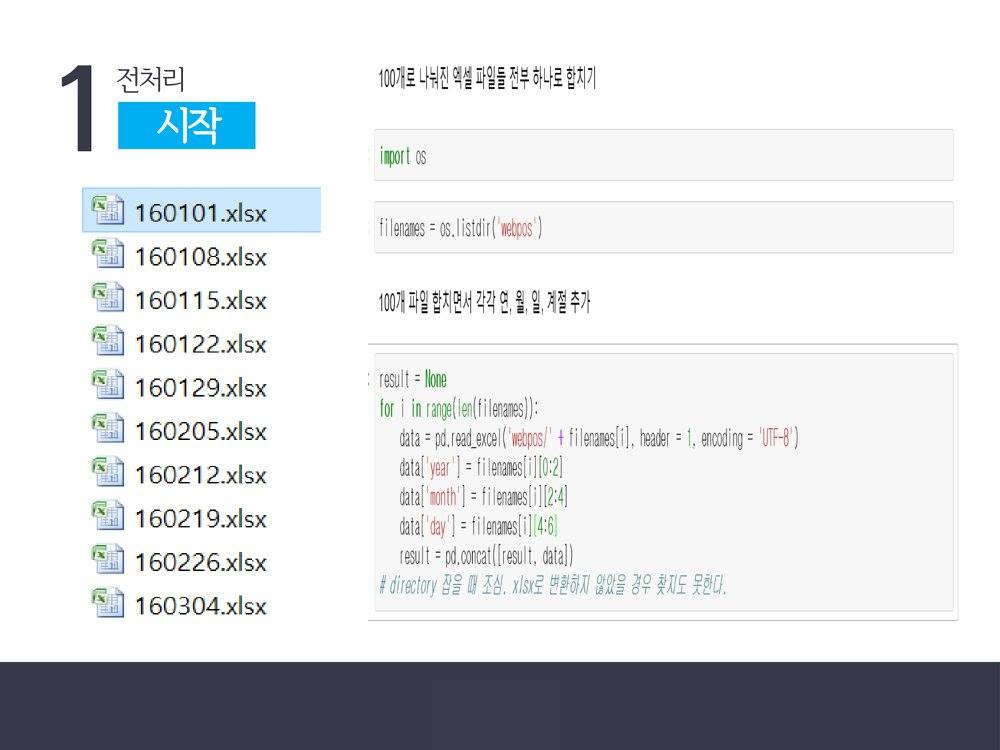 1
전처리
시작
160101.xlsx
160108.xlsx
160115.xlsx
160122.xlsx
160129.xlsx
160205.xlsx
160212.xlsx
160219.xlsx
160226.xlsx
160304.xlsx
100개로 나눠진 엑셀 파일들 전부 하나로 합치기
import os
filenames = os.listdir('webpos')
100개 파일 합치면서 각각 연, 월, 일, 계절 추가
result = None
for i in range(len(filenames)):
data = pd.read_excel('webpos/' + filenames[i], header = 1, encoding = 'UTF-8')
data['year'] = filenames[i][0:2]
data['month'] = filenames[i][2:4]
data['day'] = filenames[i][4:6]
result = pd.concat([result, data])
# directory 잡을 때 조심, xlsx로 변환하지 않았을 경우 찾지도 못한다.